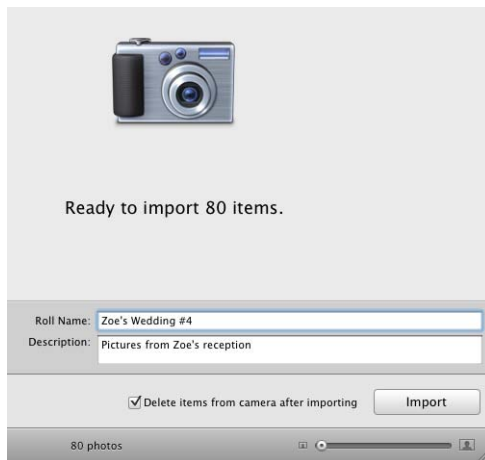 Ready to import 80 items.
Roll Name: Zoe's Wedding #4
Description: Pictures from Zoe's reception
Delete items from camera after importing
Import
80 photos